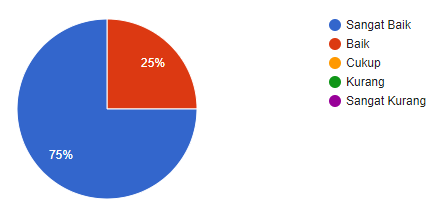 Sangat Baik
Baik
Cukup
Kurang
Sangat Kurang
25%
75%